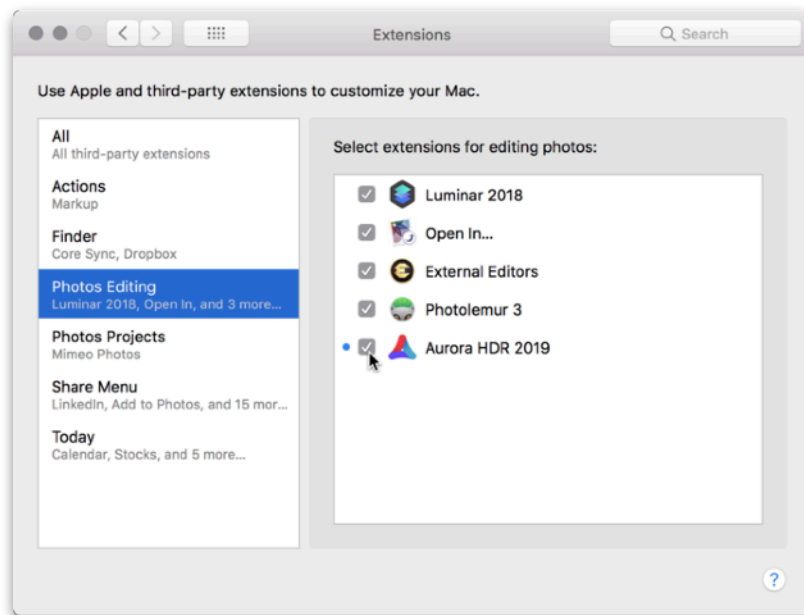 Extensions
Search
Use Apple and third-party extensions to customize your Mac.
All
All third-party extensions
Actions
Markup
Finder
Core Sync, Dropbox
Photos Editing
Luminar 2018, Open In, and 3 more...
Photos Projects
Mimeo Photos
Share Menu
LinkedIn, Add to Photos, and 15 mor...
Today
Calendar, Stocks, and 5 more...
Select extensions for editing photos:
Luminar 2018
Open In...
External Editors
Photolemur 3
Aurora HDR 2019
?